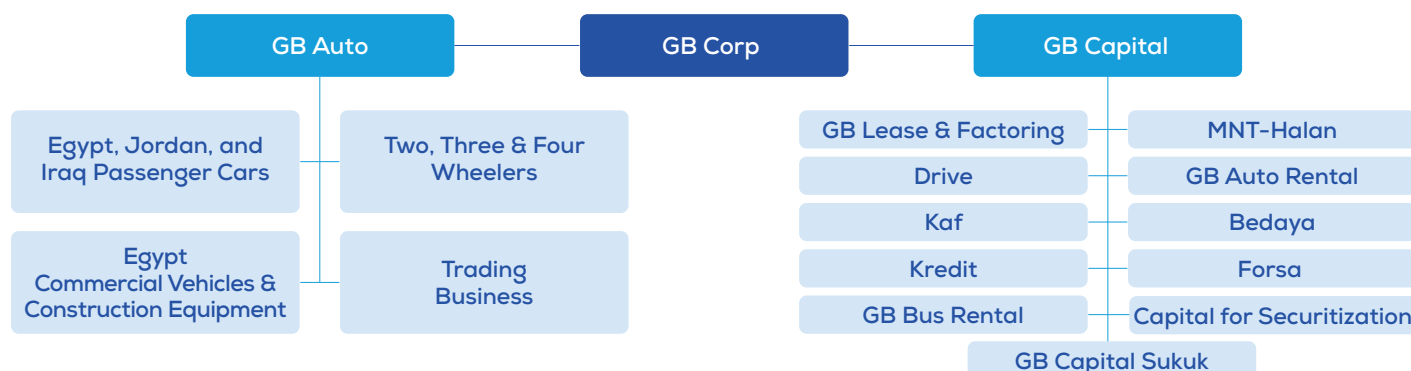 GB Auto
GB Corp
GB Capital
Egypt, Jordan, and
Iraq Passenger Cars
Two, Three & Four
Wheelers
Egypt
Commercial Vehicles &
Construction Equipment
Trading
Business
GB Lease & Factoring
MNT-Halan
Drive
GB Auto Rental
Kaf
Bedaya
Kredit
Forsa
GB Bus Rental
Capital for Securitization
GB Capital Sukuk